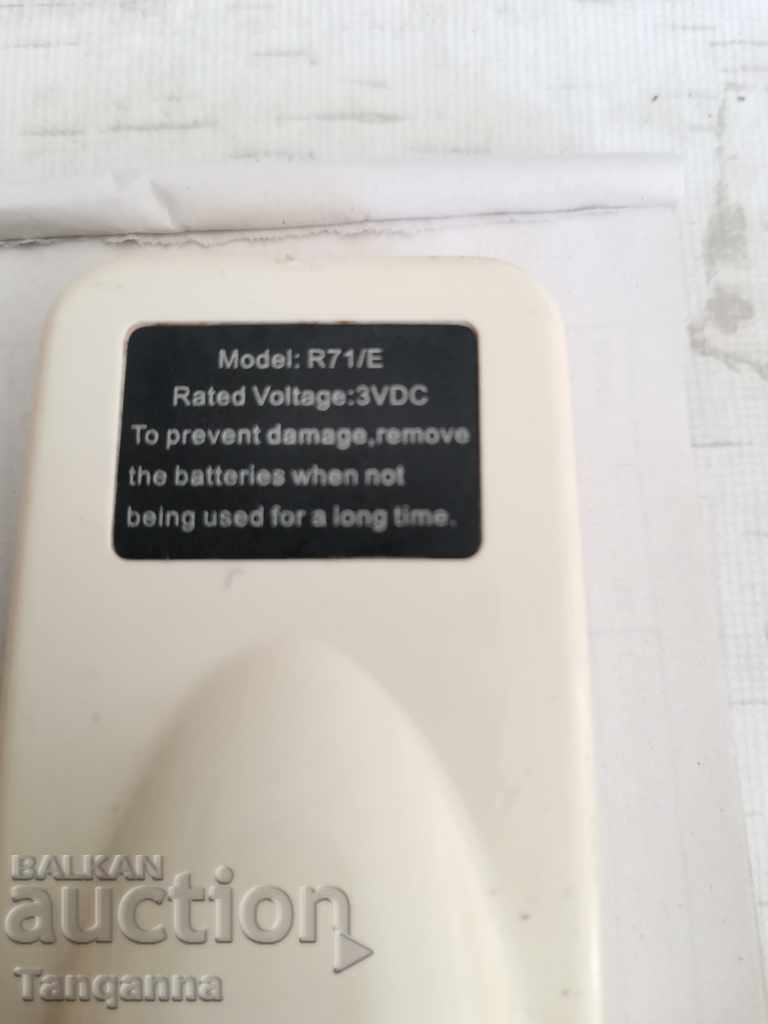 Model: R71/E
Rated Voltage:3VDC
To prevent damage,remove
the batteries when not
being used for a long time.
BALKAN
auction
Tanganna